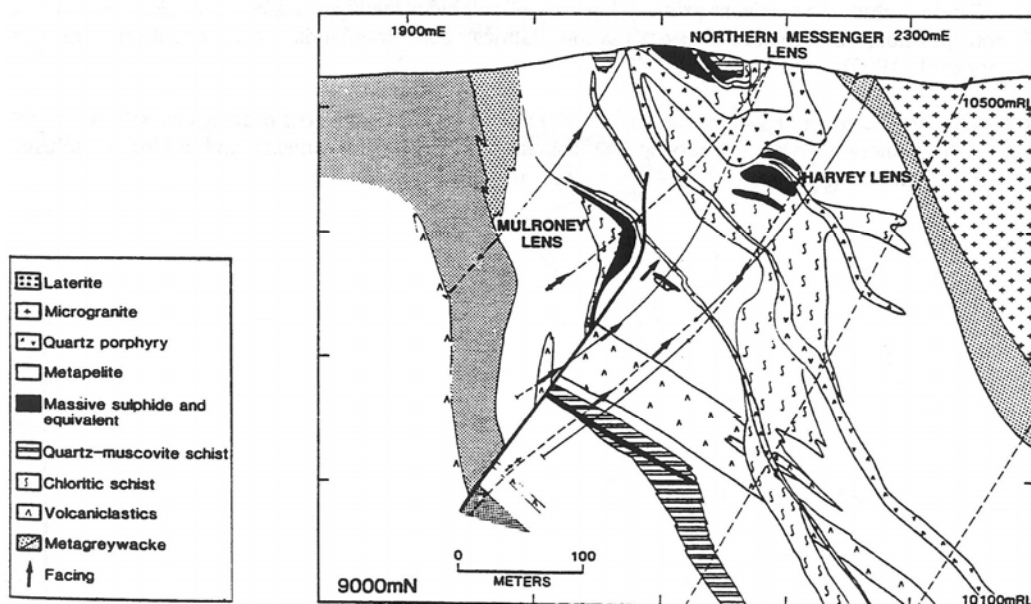 1900mE
NORTHERN MESSENGER
LENS
2300mE
10500mRL
HARVEY LENS
MULRONEY
LENS
Laterite
Microgranite
Quartz porphyry
Metapelite
Massive sulphide and
equivalent
Quartz-muscovite schist
Chloritic schist
Volcaniclastics
Metagreywacke
Facing
0 100
METERS
9000mN
10100mRL